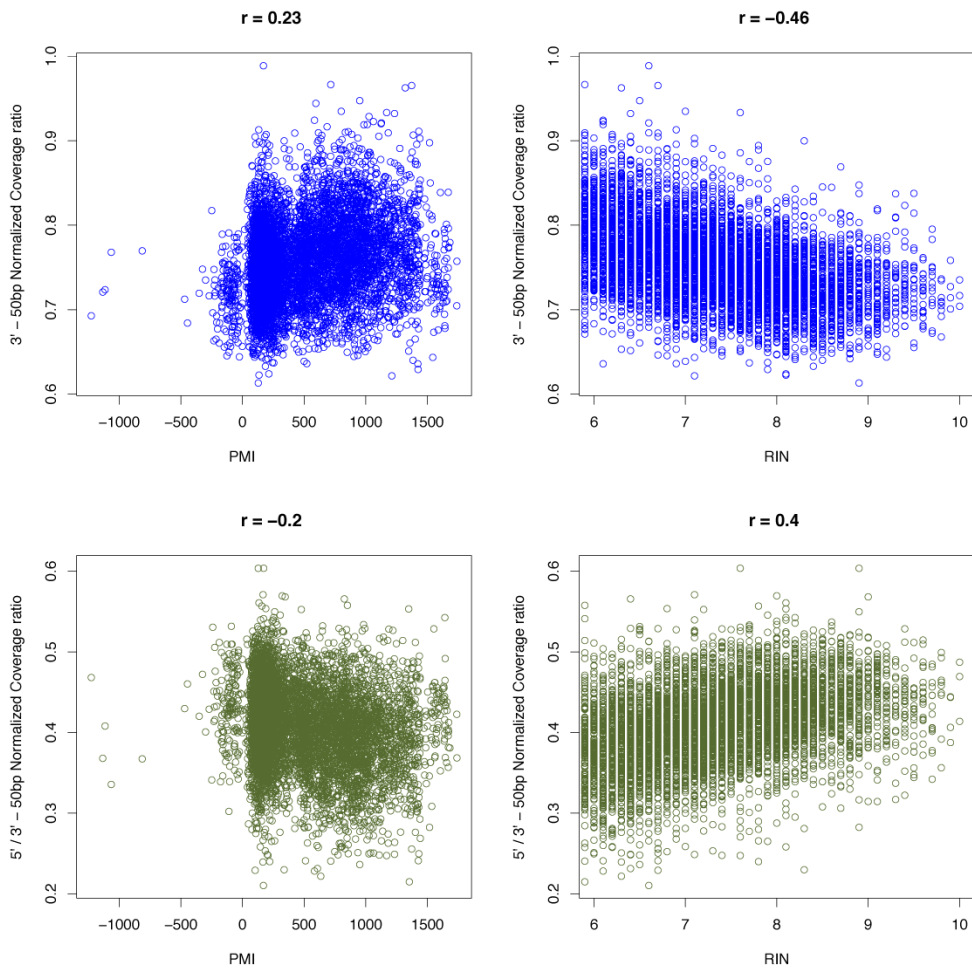 r = 0.23
3' − 50bp Normalized Coverage ratio
1.0
0.9
0.8
0.7
0.6
−1000 −500 0 500 1000 1500
PMI
r = −0.46
3' − 50bp Normalized Coverage ratio
1.0
0.9
0.8
0.7
0.6
6 7 8 9 10
RIN
r = −0.2
5' / 3' − 50bp Normalized Coverage ratio
0.6
0.5
0.4
0.3
0.2
−1000 −500 0 500 1000 1500
PMI
r = 0.4
5' / 3' − 50bp Normalized Coverage ratio
0.6
0.5
0.4
0.3
0.2
6 7 8 9 10
RIN